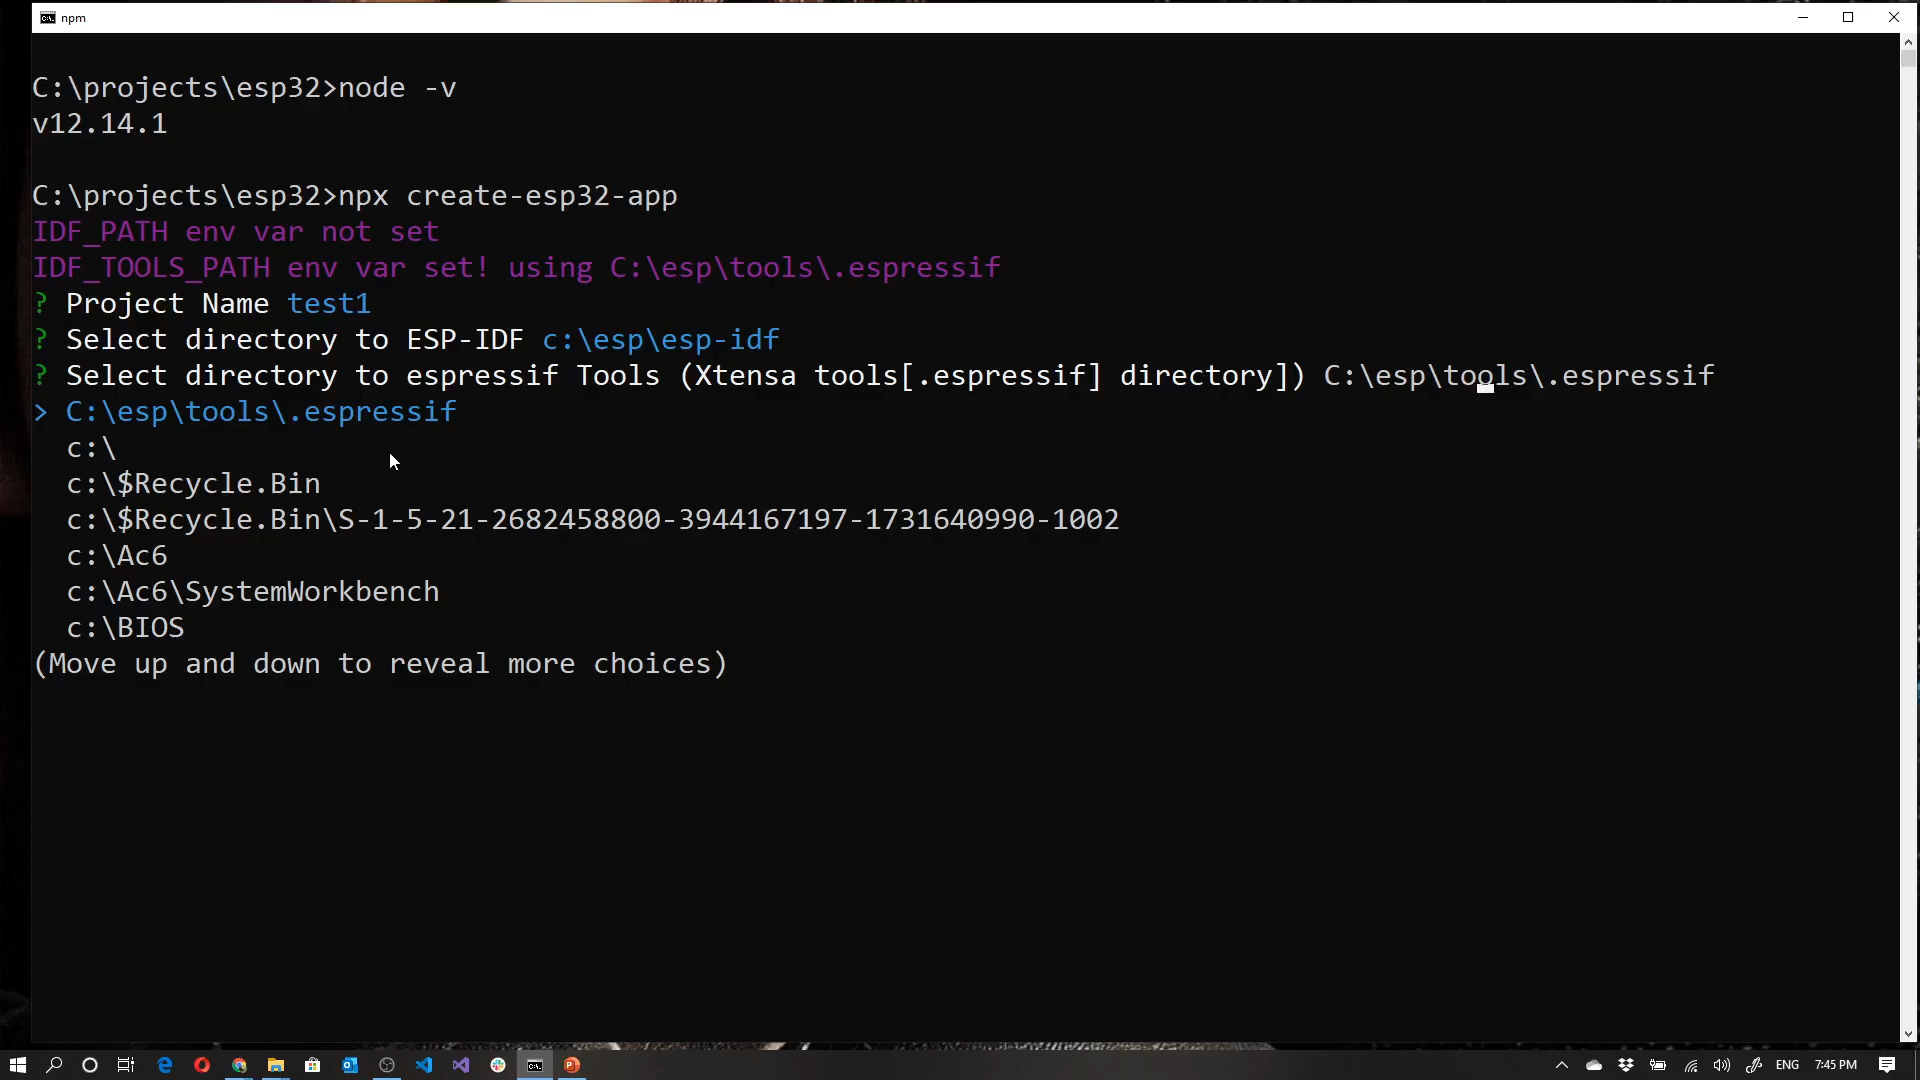 npm
C:\projects\esp32>node -v
v12.14.1
C:\projects\esp32>npx create-esp32-app
IDF_PATH env var not set
IDF_TOOLS_PATH env var set! using C:\esp\tools\.espressif
? Project Name test1
? Select directory to ESP-IDF c:\esp\esp-idf
? Select directory to espressif Tools (Xtensa tools[.espressif] directory]) C:\esp\tools\.espressif
> C:\esp\tools\.espressif
c:\
c:\$Recycle.Bin
c:\$Recycle.Bin\S-1-5-21-2682458800-3944167197-1731640990-1002
c:\Ac6
c:\Ac6\SystemWorkbench
c:\BIOS
(Move up and down to reveal more choices)
ENG 7:45 PM